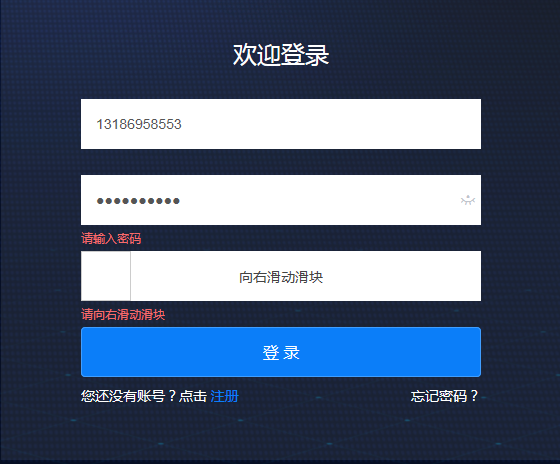 欢迎登录
13186958553
••••••••••
请输入密码
向右滑动滑块
请向右滑动滑块
登 录
您还没有账号？点击 注册
忘记密码？